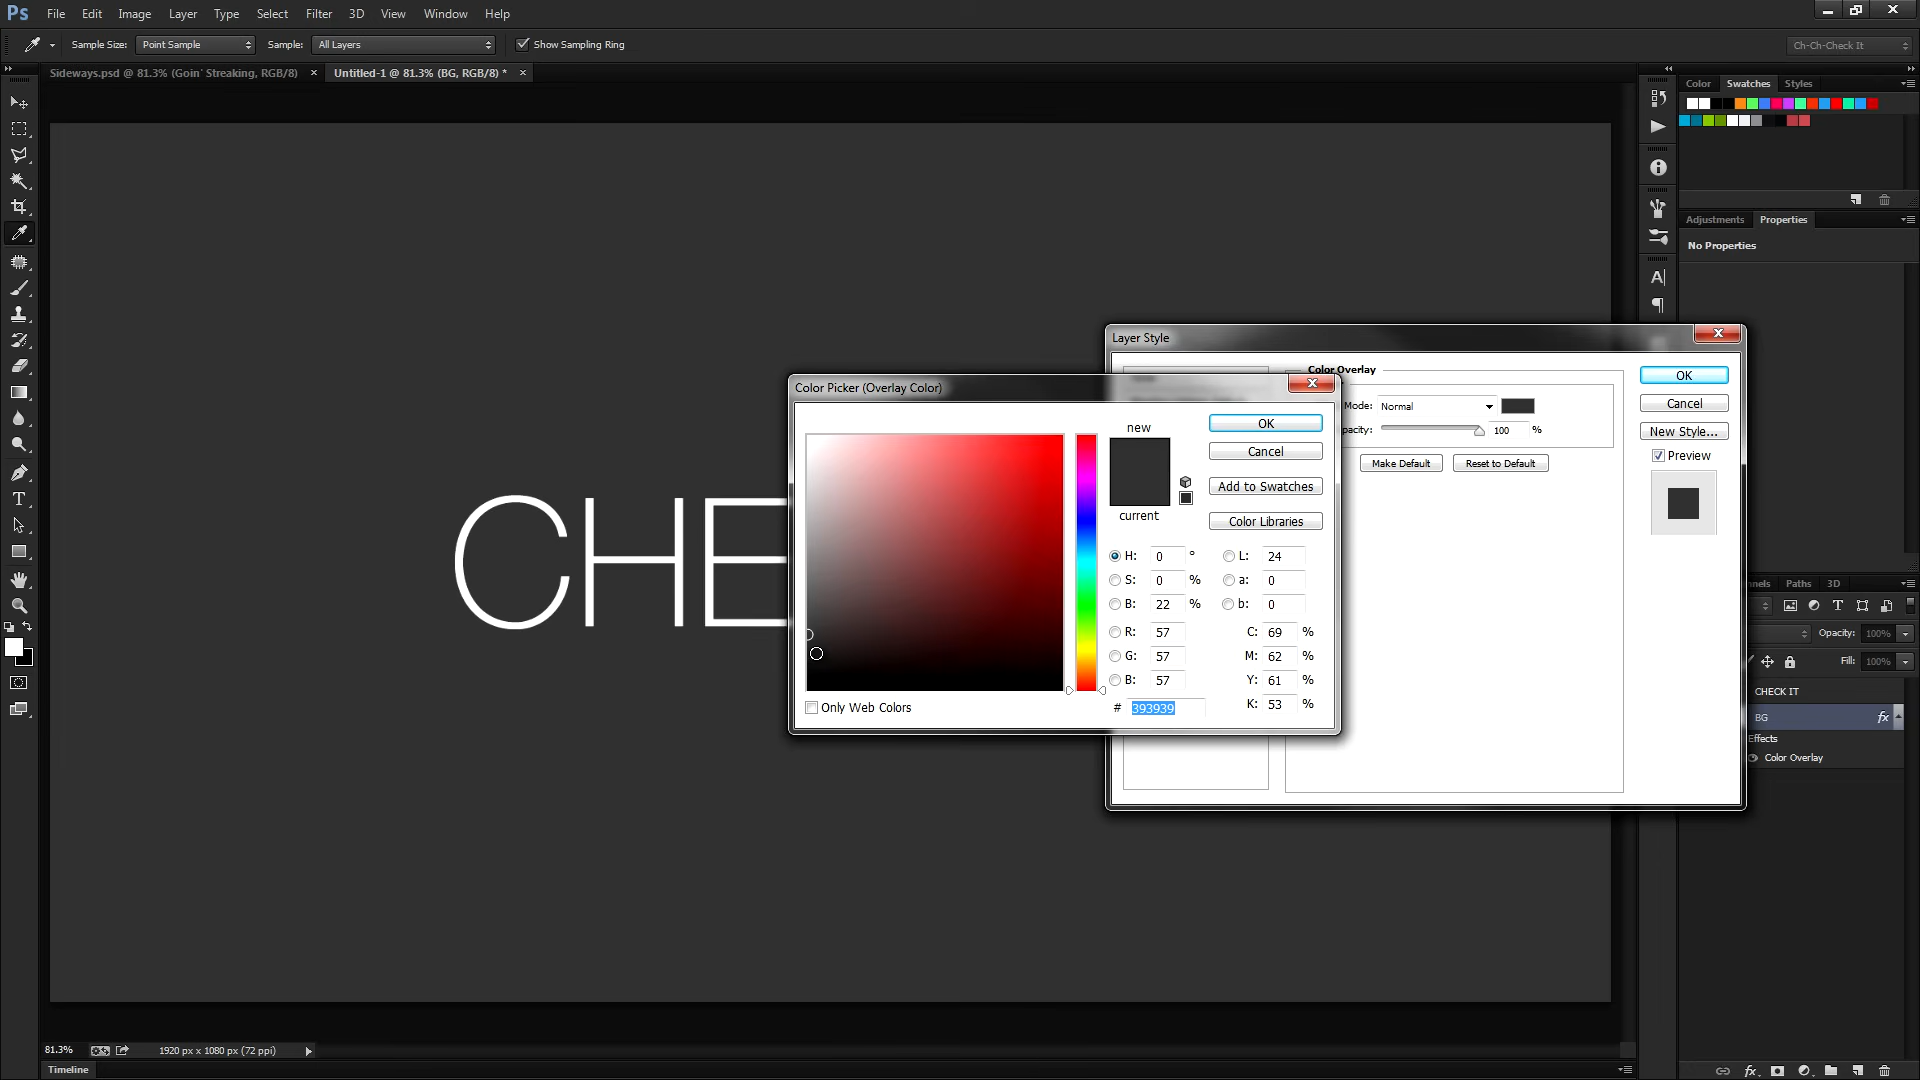 Ps File Edit Image Layer Type Select Filter 3D View Window Help
Sample Size: Point Sample Sample: All Layers Show Sampling Ring Ch-Ch-Check It
Sideways.psd @ 81.3% (Goin' Streaking, RGB/8) × Untitled-1 @ 81.3% (BG, RGB/8) * ×
Color Swatches Styles
Adjustments Properties
No Properties
CHE
Layer Style
Color Overlay
Mode: Normal
pacity: 100 %
Make Default Reset to Default
OK
Cancel
New Style...
Preview
Color Picker (Overlay Color)
new
current
OK
Cancel
Add to Swatches
Color Libraries
H: 0 ° L: 24
S: 0 % a: 0
B: 22 % b: 0
R: 57 C: 69 %
G: 57 M: 62 %
B: 57 Y: 61 %
# 393939 K: 53 %
Only Web Colors
nnels Paths 3D
Opacity: 100%
Fill: 100%
CHECK IT
BG fx
Effects
Color Overlay
81.3% 1920 px x 1080 px (72 ppi)
Timeline
fx